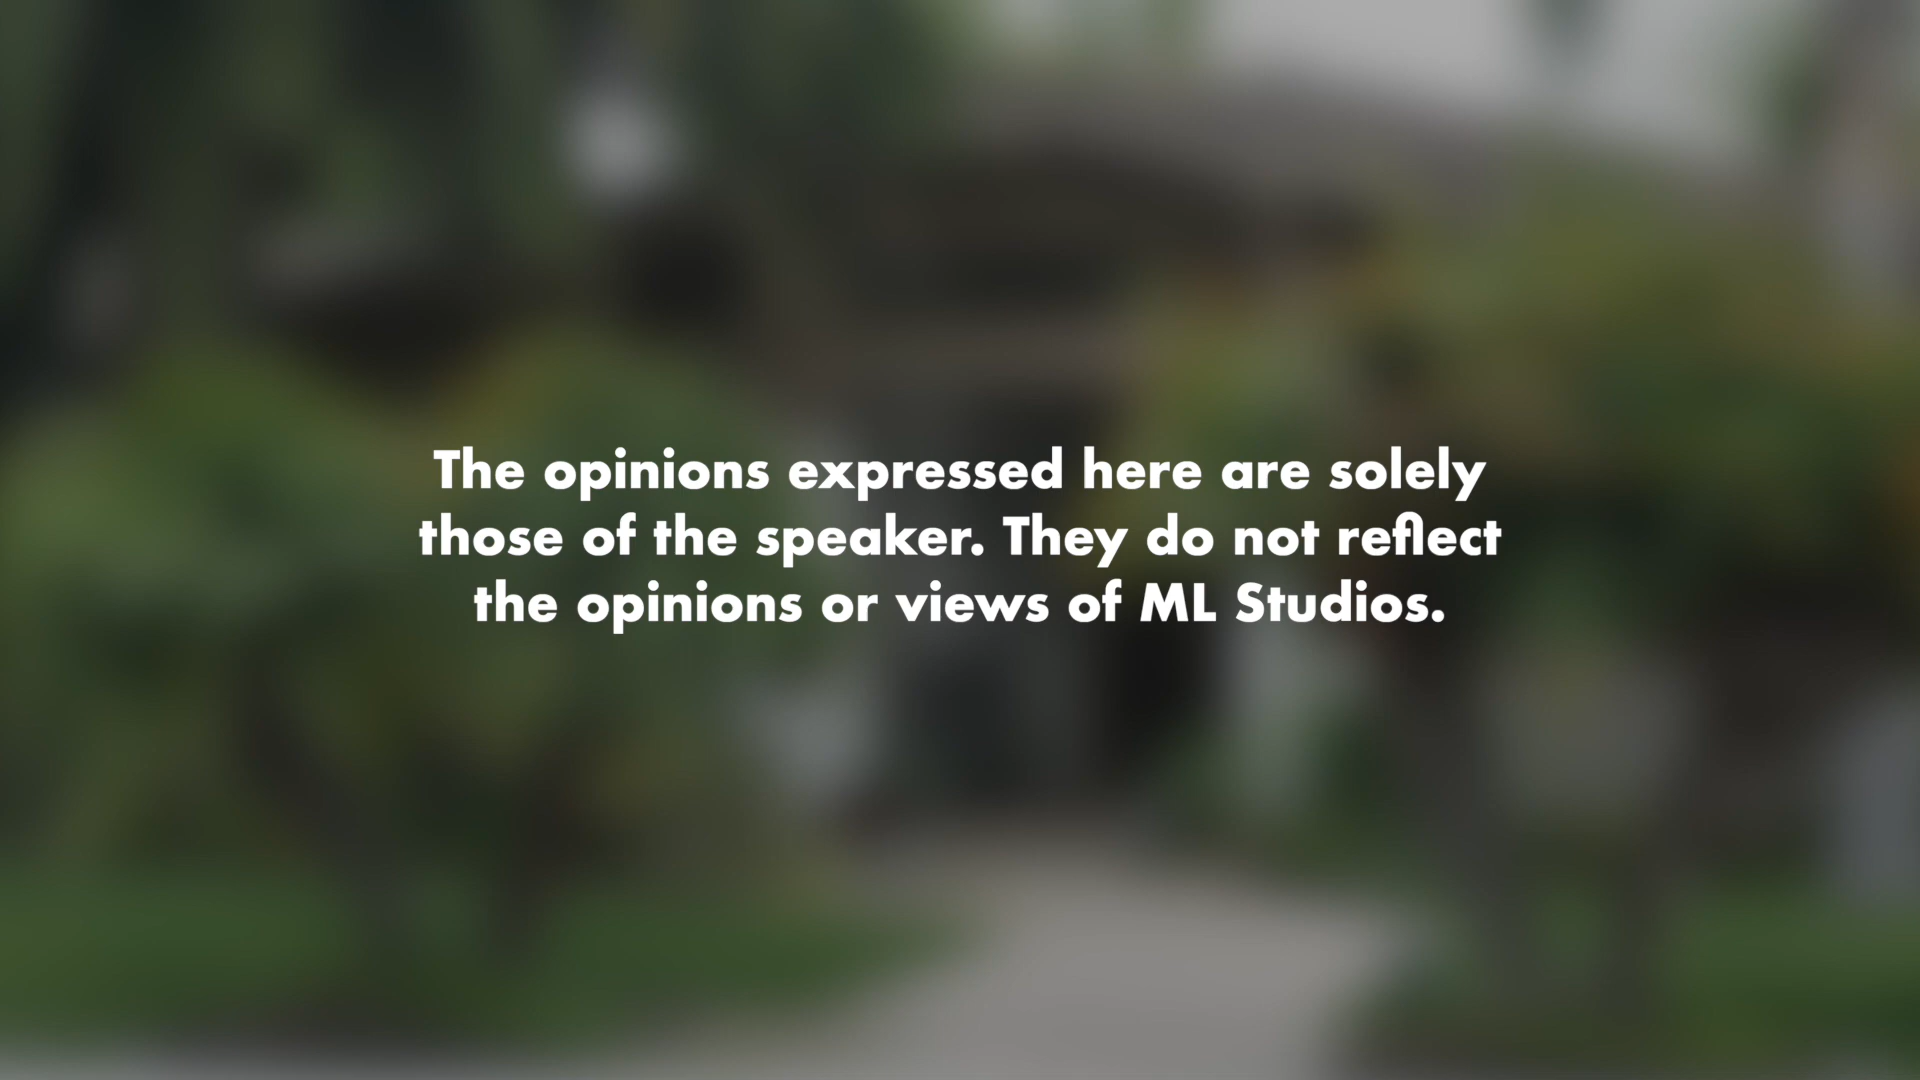 The opinions expressed here are solely
those of the speaker. They do not reflect
the opinions or views of ML Studios.